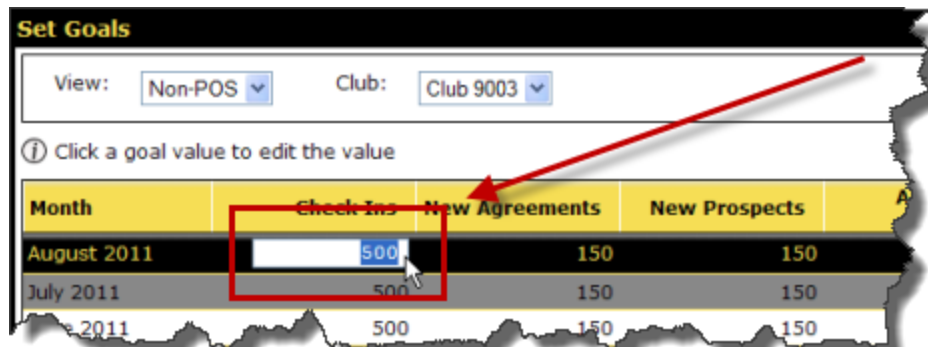 Set Goals
View: Non-POS Club: Club 9003
i Click a goal value to edit the value
Month Check Ins New Agreements New Prospects A
August 2011 500 150 150
July 2011 500 150 150
2011 500 150 150